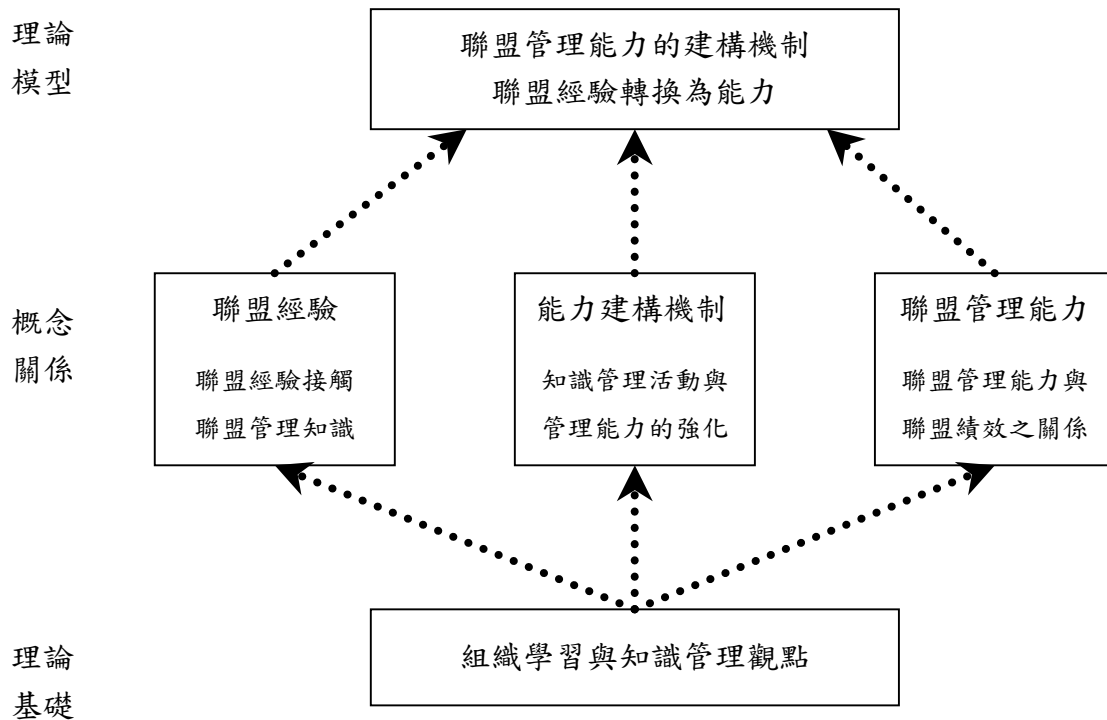 理論
模型
聯盟管理能力的建構機制
聯盟經驗轉換為能力
概念
關係
聯盟經驗
聯盟經驗接觸
聯盟管理知識
能力建構機制
知識管理活動與
管理能力的強化
聯盟管理能力
聯盟管理能力與
聯盟績效之關係
理論
基礎
組織學習與知識管理觀點